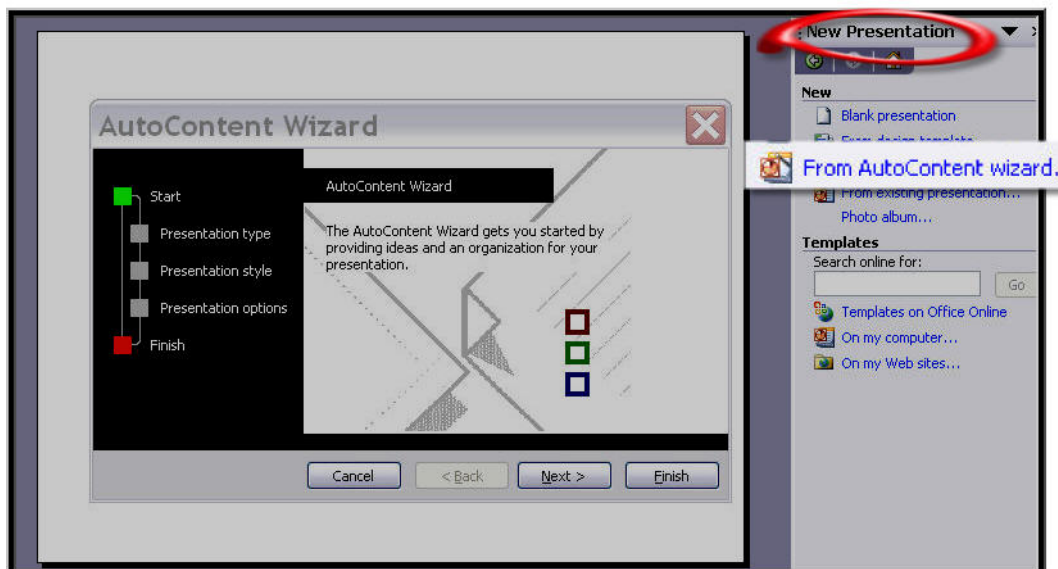 New Presentation
New
Blank presentation
From design template
From AutoContent wizard.
From existing presentation...
Photo album...
Templates
Search online for:
Go
Templates on Office Online
On my computer...
On my Web sites...
AutoContent Wizard
Start
Presentation type
Presentation style
Presentation options
Finish
AutoContent Wizard
The AutoContent Wizard gets you started by
providing ideas and an organization for your
presentation.
Cancel
< Back
Next >
Finish